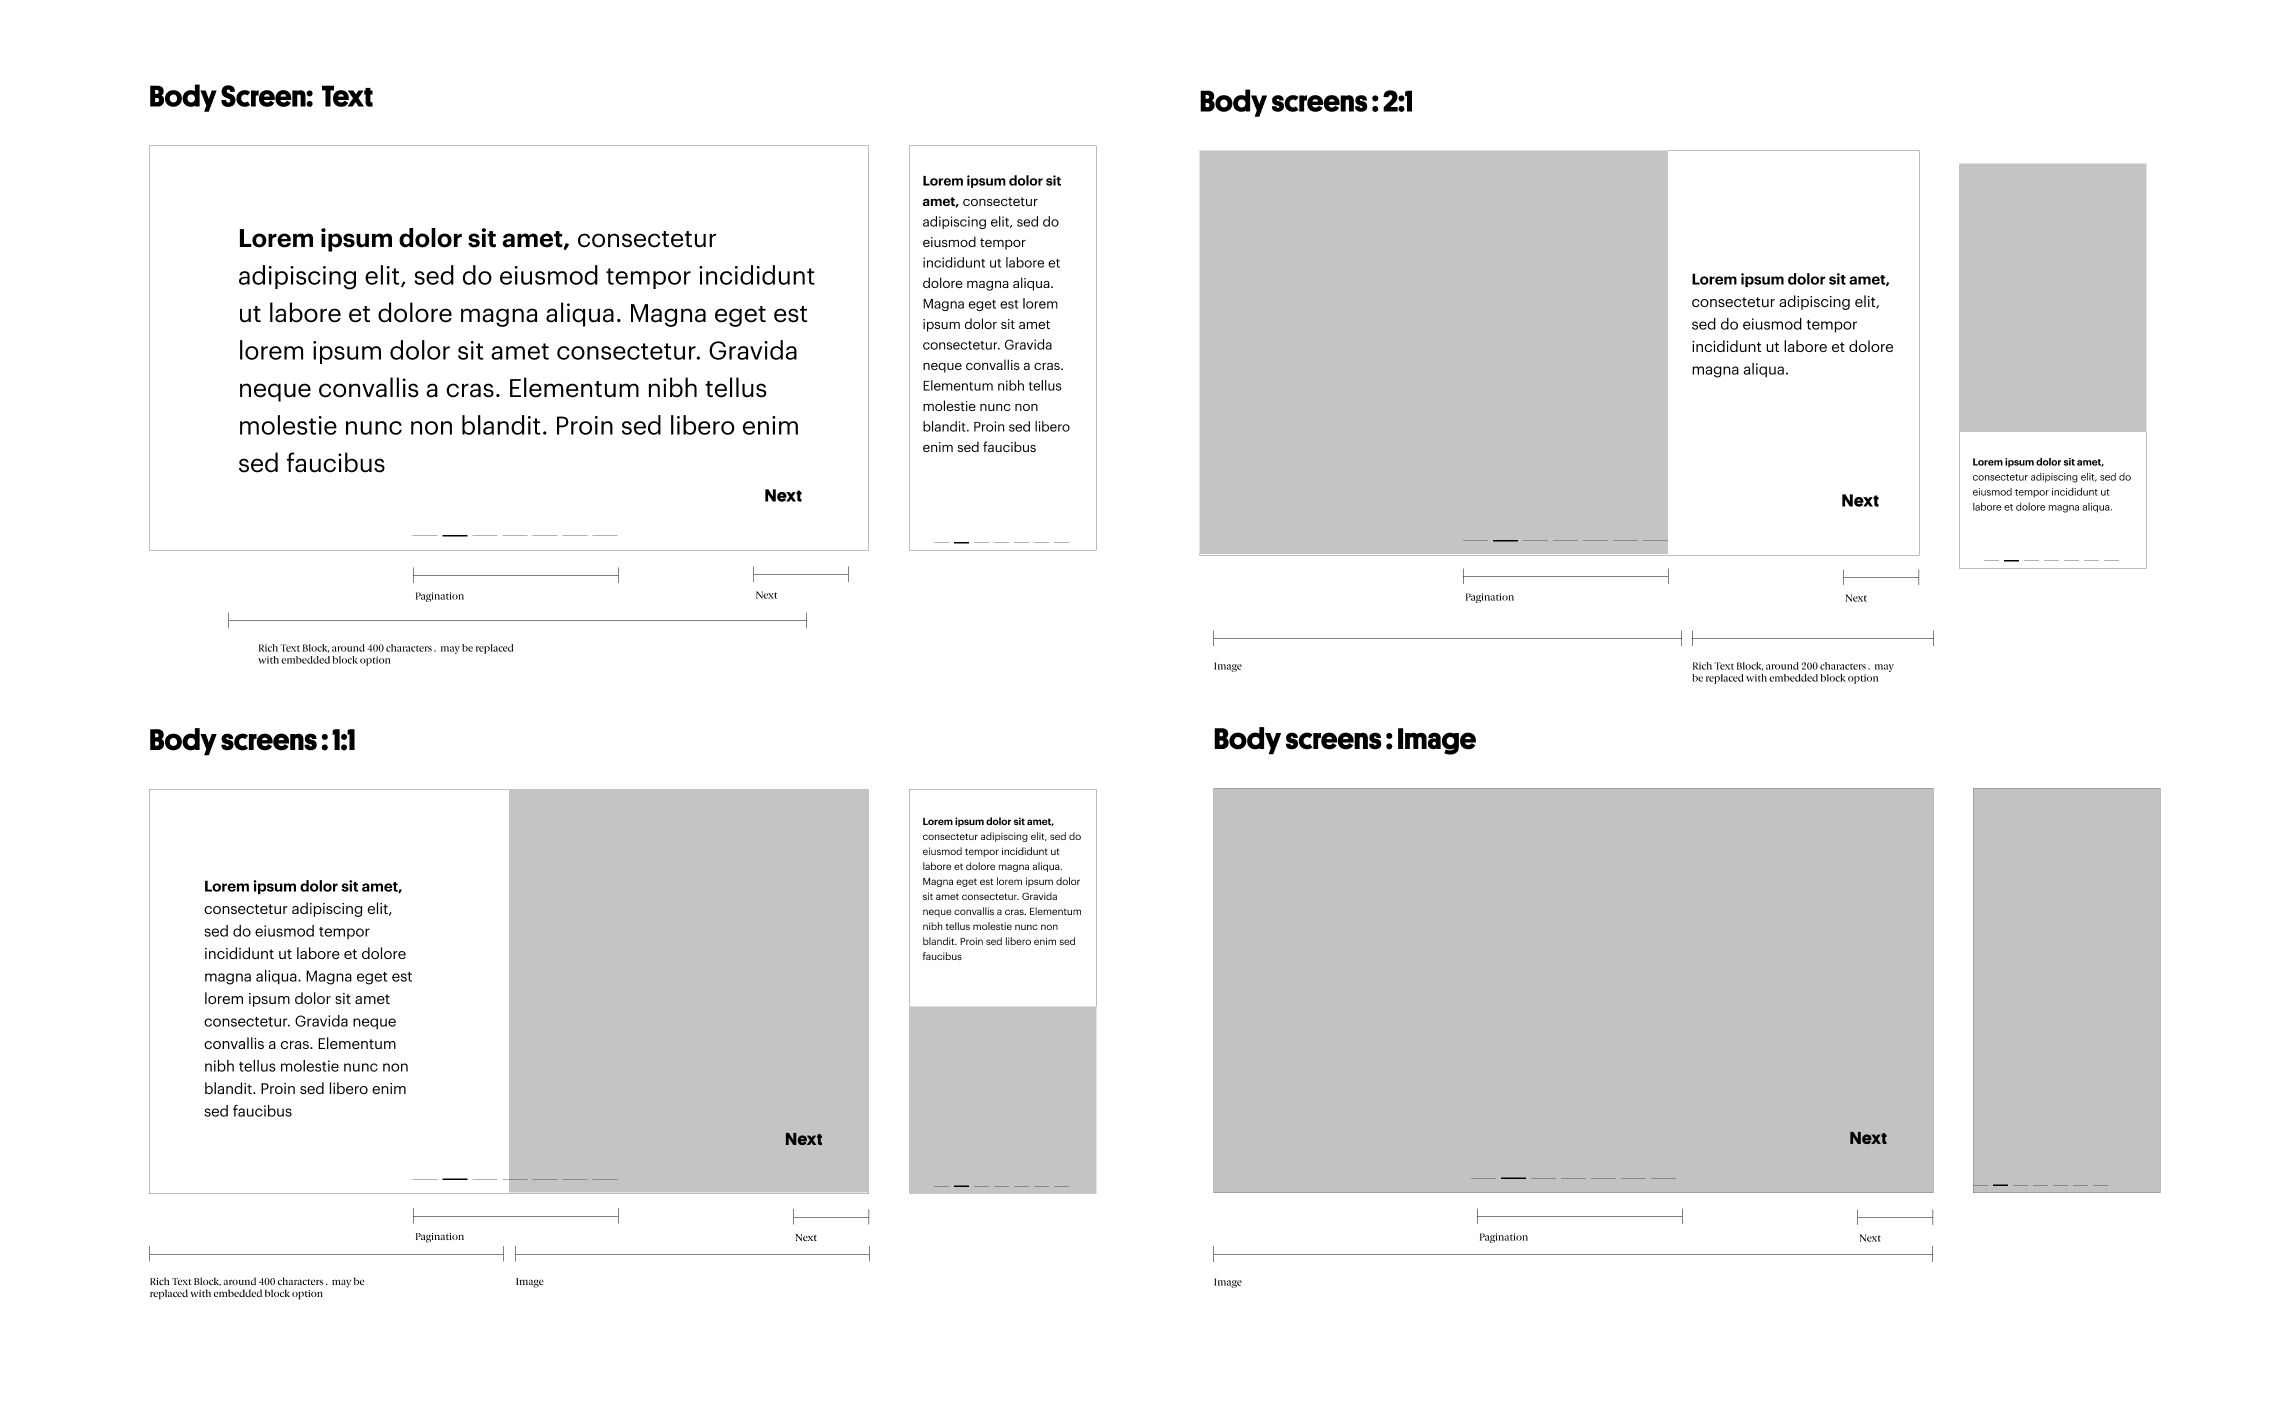 Body Screen: Text
Lorem ipsum dolor sit amet, consectetur
adipiscing elit, sed do eiusmod tempor incididunt
ut labore et dolore magna aliqua. Magna eget est
lorem ipsum dolor sit amet consectetur. Gravida
neque convallis a cras. Elementum nibh tellus
molestie nunc non blandit. Proin sed libero enim
sed faucibus
Next
Lorem ipsum dolor sit
amet, consectetur
adipiscing elit, sed do
eiusmod tempor
incididunt ut labore et
dolore magna aliqua.
Magna eget est lorem
ipsum dolor sit amet
consectetur. Gravida
neque convallis a cras.
Elementum nibh tellus
molestie nunc non
blandit. Proin sed libero
enim sed faucibus
Pagination
Next
Rich Text Block, around 400 characters . may be replaced
with embedded block option
Body screens : 2:1
Lorem ipsum dolor sit amet,
consectetur adipiscing elit,
sed do eiusmod tempor
incididunt ut labore et dolore
magna aliqua.
Next
Lorem ipsum dolor sit amet,
consectetur adipiscing elit, sed do
eiusmod tempor incididunt ut
labore et dolore magna aliqua.
Pagination
Next
Image
Rich Text Block, around 200 characters . may
be replaced with embedded block option
Body screens : 1:1
Lorem ipsum dolor sit amet,
consectetur adipiscing elit,
sed do eiusmod tempor
incididunt ut labore et dolore
magna aliqua. Magna eget est
lorem ipsum dolor sit amet
consectetur. Gravida neque
convallis a cras. Elementum
nibh tellus molestie nunc non
blandit. Proin sed libero enim
sed faucibus
Next
Lorem ipsum dolor sit amet,
consectetur adipiscing elit, sed do
eiusmod tempor incididunt ut
labore et dolore magna aliqua.
Magna eget est lorem ipsum dolor
sit amet consectetur. Gravida
neque convallis a cras. Elementum
nibh tellus molestie nunc non
blandit. Proin sed libero enim sed
faucibus
Pagination
Next
Rich Text Block, around 400 characters . may be
replaced with embedded block option
Image
Body screens : Image
Next
Pagination
Next
Image